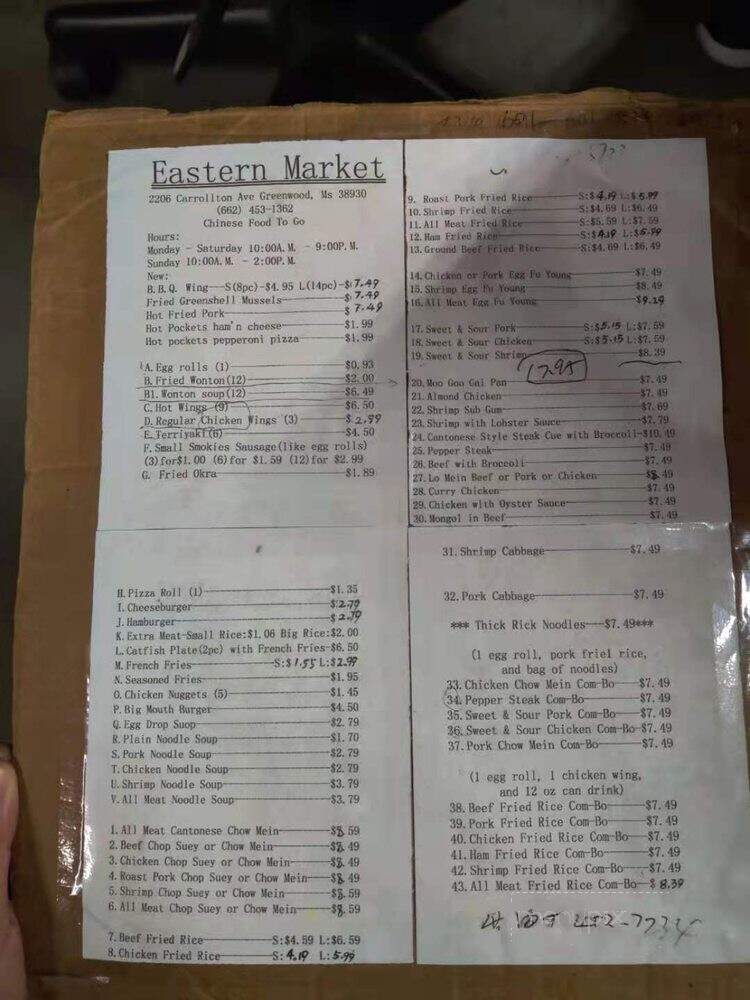 Eastern Market
2206 Carrollton Ave Greenwood, Ms 38930
(662) 453-1362
Chinese Food To Go
Hours:
Monday - Saturday 10:00A.M. - 9:00P.M.
Sunday 10:00A.M. - 2:00P.M.
New:
B.B.Q. Wing—S(8pc)-$4.95 L(14pc)-$17.49
Fried Greenshell Mussels—$ 7.49
Hot Fried Pork—$ 7.49
Hot Pockets ham'n cheese—$1.99
Hot pockets pepperoni pizza—$1.99
A. Egg rolls (1)—$0.93
B. Fried Wonton(12)—$2.00
B1. Wonton soup(12)—$6.49
C. Hot Wings (9)—$6.50
D. Regular Chicken Wings (3)—$2.99
E. Terriyaki(6)—$4.50
F. Small Smokies Sausage(like egg rolls)
(3)for$1.00 (6)for $1.59 (12)for $2.99
G. Fried Okra—$1.89
H. Pizza Roll (1)—$1.35
I. Cheeseburger—$2.79
J. Hamburger—$2.79
K. Extra Meat-Small Rice:$1.06 Big Rice:$2.00
L. Catfish Plate(2pc) with French Fries-$6.50
M. French Fries—S:$1.55 L:$2.99
N. Seasoned Fries—$1.95
O. Chicken Nuggets (5)—$1.45
P. Big Mouth Burger—$4.50
Q. Egg Drop Suop—$2.79
R. Plain Noodle Soup—$1.70
S. Pork Noodle Soup—$2.79
T. Chicken Noodle Soup—$2.79
U. Shrimp Noodle Soup—$3.79
V. All Meat Noodle Soup—$3.79
1. All Meat Cantonese Chow Mein—$8.59
2. Beef Chop Suey or Chow Mein—$8.49
3. Chicken Chop Suey or Chow Mein—$8.49
4. Roast Pork Chop Suey or Chow Mein—$8.49
5. Shrimp Chop Suey or Chow Mein—$8.59
6. All Meat Chop Suey or Chow Mein—$8.59
7. Beef Fried Rice—S:$4.59 L:$6.59
8. Chicken Fried Rice—S: 4.19 L: 5.99
9. Roast Pork Fried Rice—S:$4.19 L:$5.99
10. Shrimp Fried Rice—S:$4.69 L:$6.49
11. All Meat Fried Rice—S:$5.59 L:$7.59
12. Ham Fried Rice—S:$4.19 L:$5.99
13. Ground Beef Fried Rice—S:$4.69 L:$6.49
14. Chicken or Pork Egg Fu Young—$7.49
15. Shrimp Egg Fu Young—$8.49
16. All Meat Egg Fu Young—$9.19
17. Sweet & Sour Pork—S:$5.15 L:$7.59
18. Sweet & Sour Chicken—S:$5.15 L:$7.59
19. Sweet & Sour Shrimp—$8.39
12.95
20. Moo Goo Gai Pan—$7.49
21. Almond Chicken—$7.49
22. Shrimp Sub Gum—$7.69
23. Shrimp with Lobster Sauce—$7.79
24. Cantonese Style Steak Cue with Broccoli-$10.49
25. Pepper Steak—$7.49
26. Beef with Broccoli—$7.49
27. Lo Mein Beef or Pork or Chicken—$8.49
28. Curry Chicken—$7.49
29. Chicken with Oyster Sauce—$7.49
30. Mongol in Beef—$7.49
31. Shrimp Cabbage—$7.49
32. Pork Cabbage—$7.49
*** Thick Rick Noodles—$7.49***
(1 egg roll, pork friel rice,
and bag of noodles)
33. Chicken Chow Mein Com-Bo—$7.49
34. Pepper Steak Com-Bo—$7.49
35. Sweet & Sour Pork Com-Bo—$7.49
36. Sweet & Sour Chicken Com-Bo-$7.49
37. Pork Chow Mein Com-Bo—$7.49
(1 egg roll, 1 chicken wing,
and 12 oz can drink)
38. Beef Fried Rice Com-Bo—$7.49
39. Pork Fried Rice Com-Bo—$7.49
40. Chicken Fried Rice Com-Bo—$7.49
41. Ham Fried Rice Com-Bo—$7.49
42. Shrimp Fried Rice Com-Bo—$7.49
43. All Meat Fried Rice Com-Bo—$ 8.39
452-7234